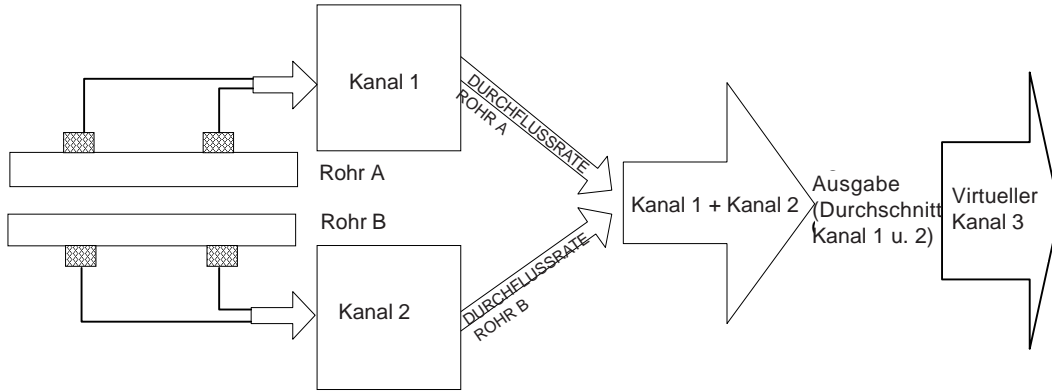 Kanal 1
DURCHFLUSSRATE
ROHR A
Rohr A
Rohr B
Kanal 2
DURCHFLUSSRATE
ROHR B
Kanal 1 + Kanal 2
Ausgabe
(Durchschnitt
Kanal 1 u. 2)
Virtueller
Kanal 3